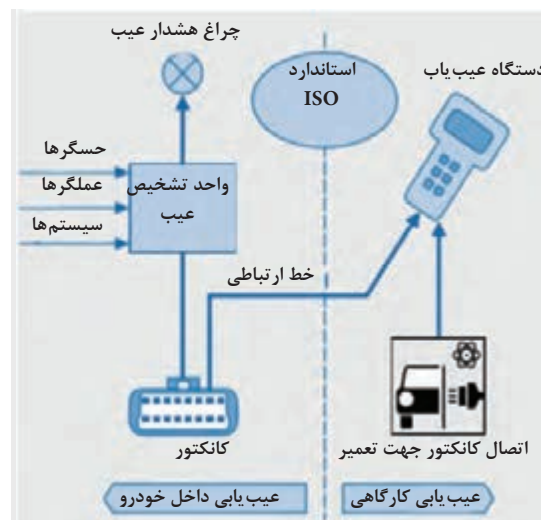 چراغ هشدار عیب
استاندارد
ISO
دستگاه عیب‌یاب
حسگرها
عملگرها
سیستم‌ها
واحد تشخیص
عیب
خط ارتباطی
کانکتور
اتصال کانکتور جهت تعمیر
عیب‌یابی داخل خودرو
عیب‌یابی کارگاهی